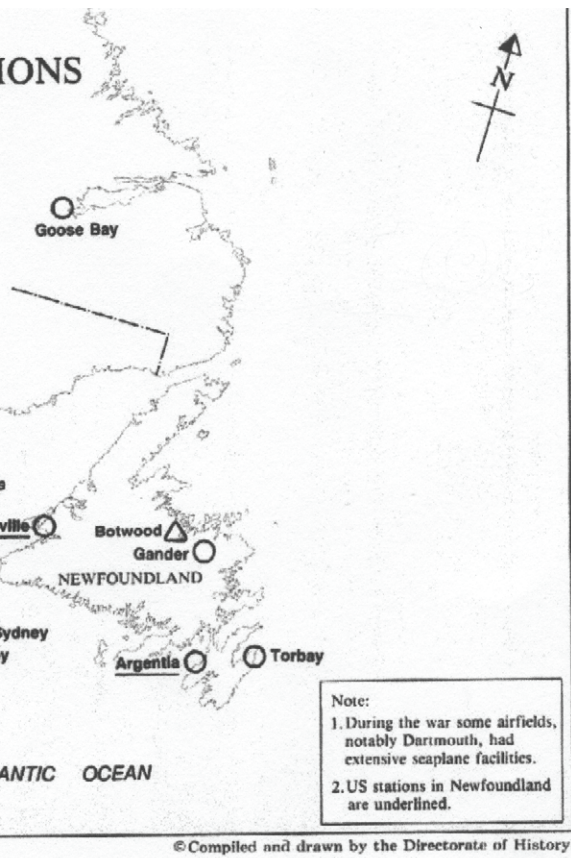 IONS
N
Goose Bay
ville
Botwood
Gander
NEWFOUNDLAND
Sydney
y
Argentia
Torbay
Note:
1. During the war some airfields,
notably Dartmouth, had
extensive seaplane facilities.
2. US stations in Newfoundland
are underlined.
ANTIC OCEAN
© Compiled and drawn by the Directorate of History